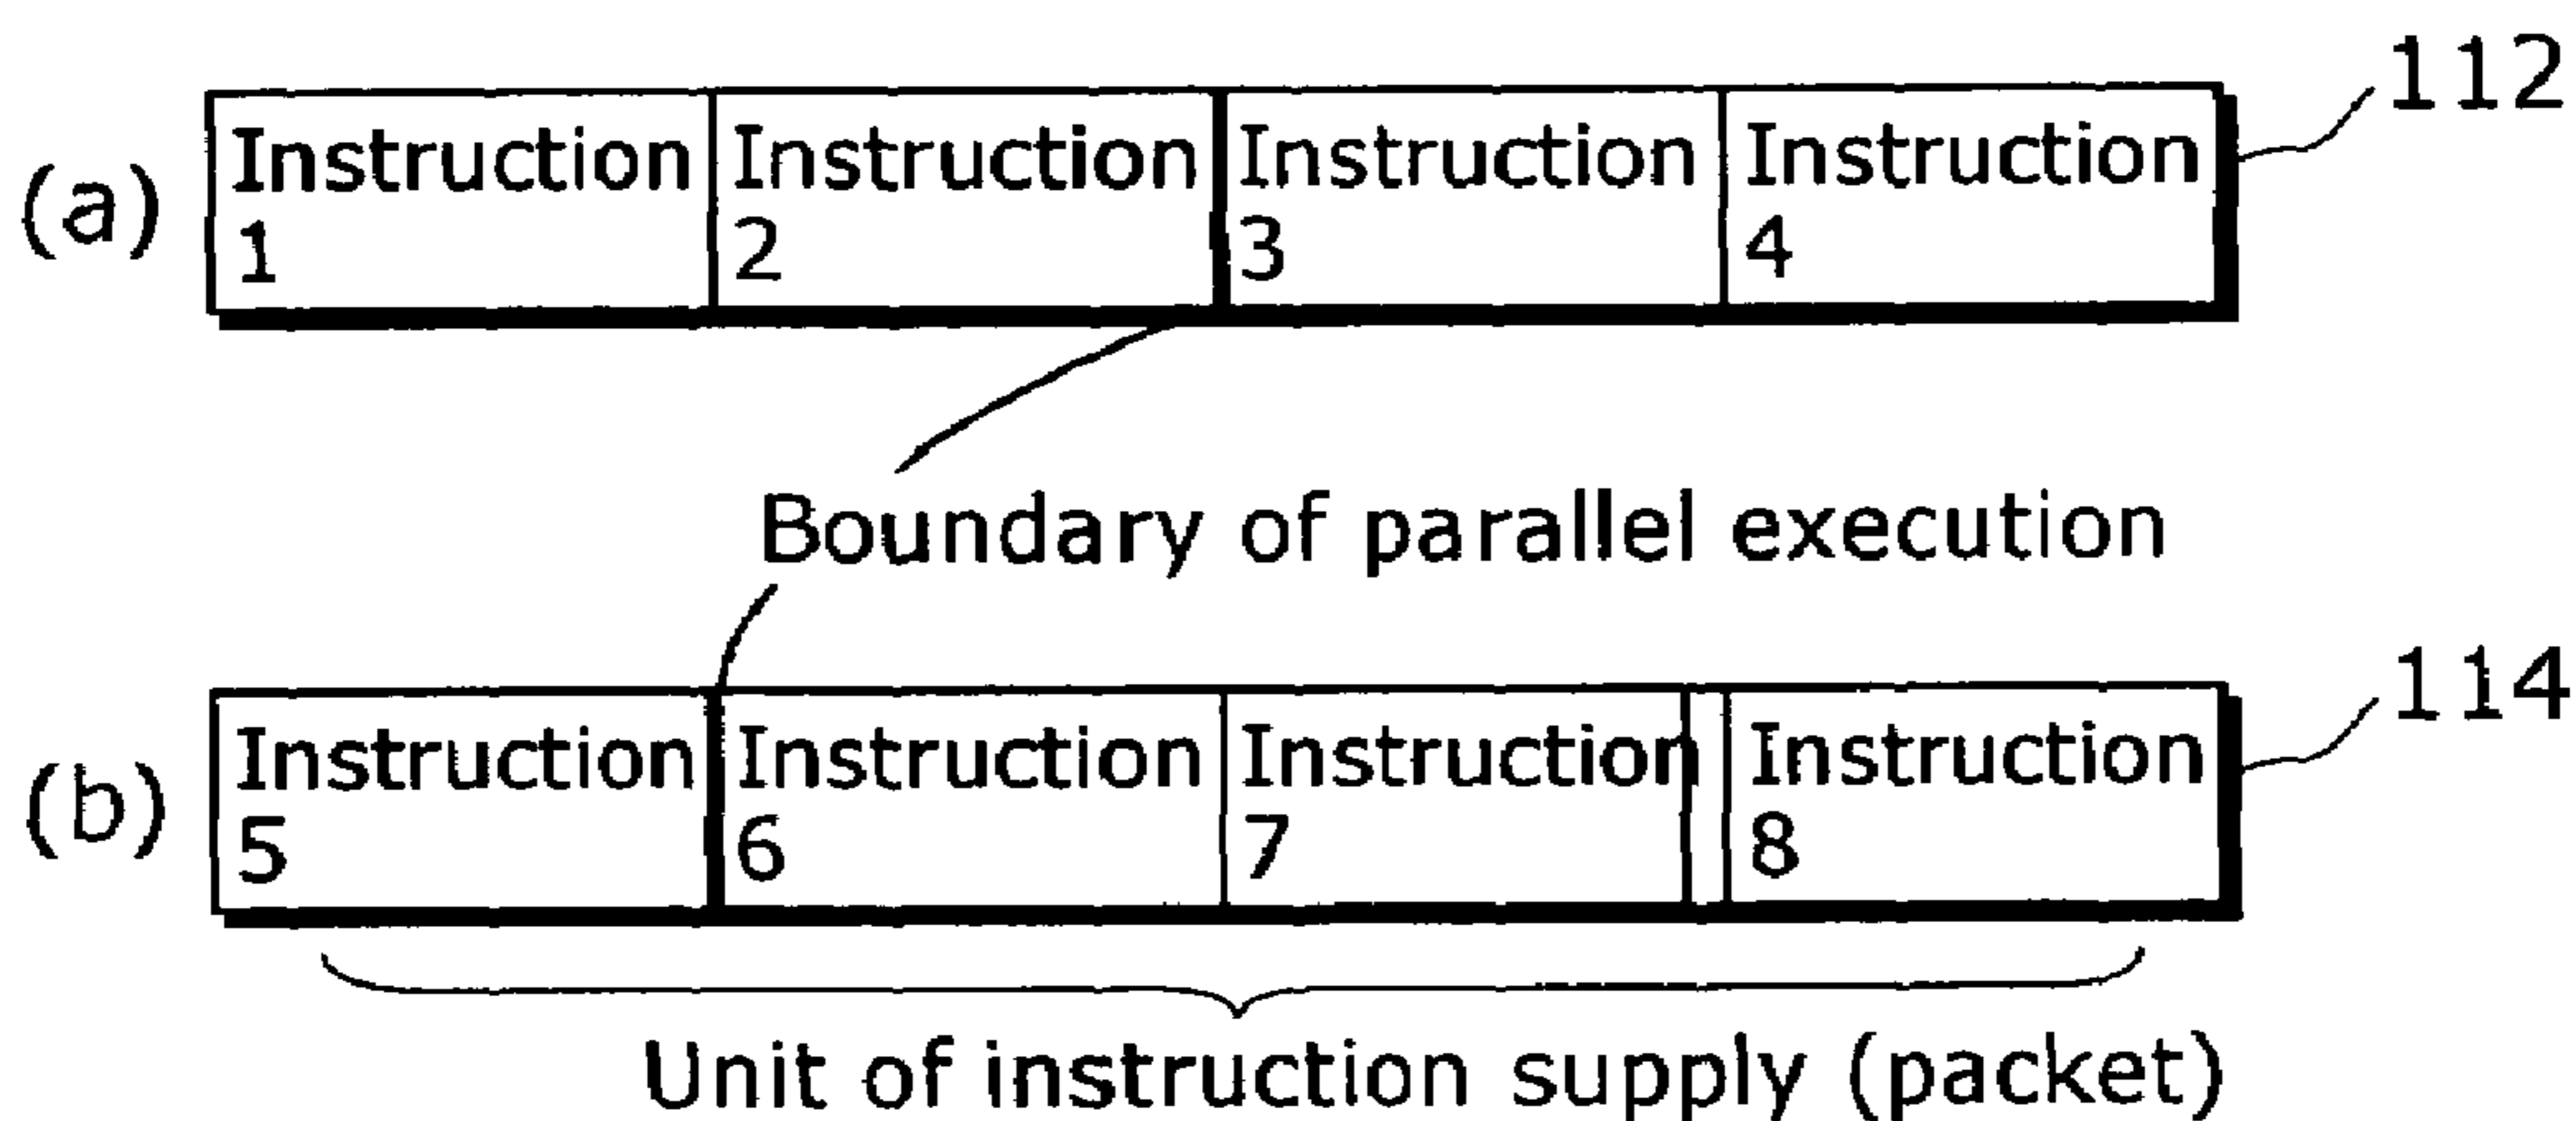 112
(a) Instruction 1 Instruction 2 Instruction 3 Instruction 4
Boundary of parallel execution
114
(b) Instruction 5 Instruction 6 Instruction 7 Instruction 8
Unit of instruction supply (packet)